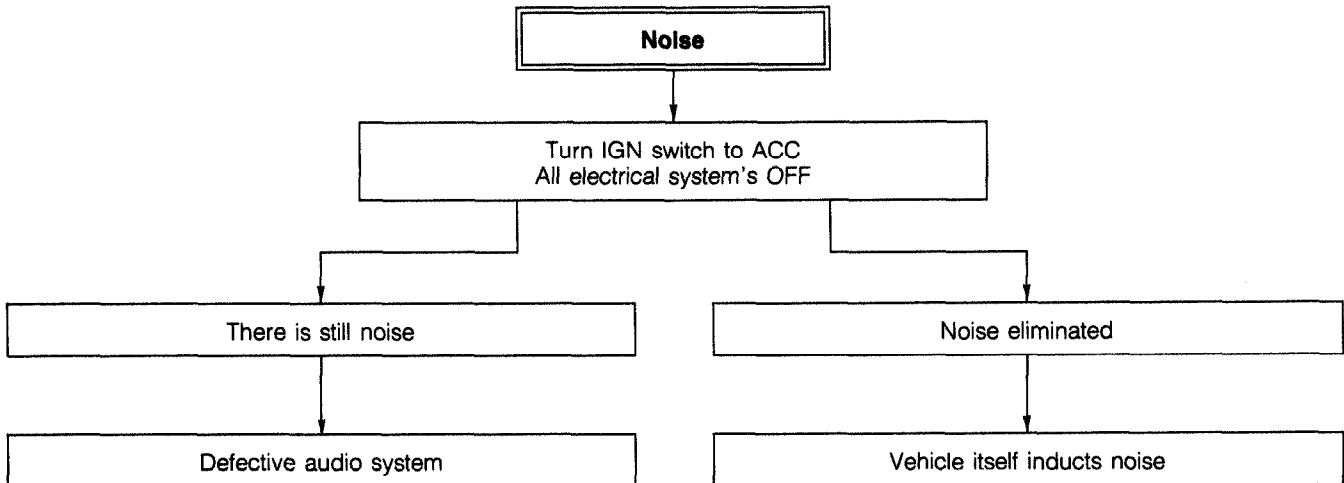 Noise
Turn IGN switch to ACC
All electrical system's OFF
There is still noise
Noise eliminated
Defective audio system
Vehicle itself inducts noise